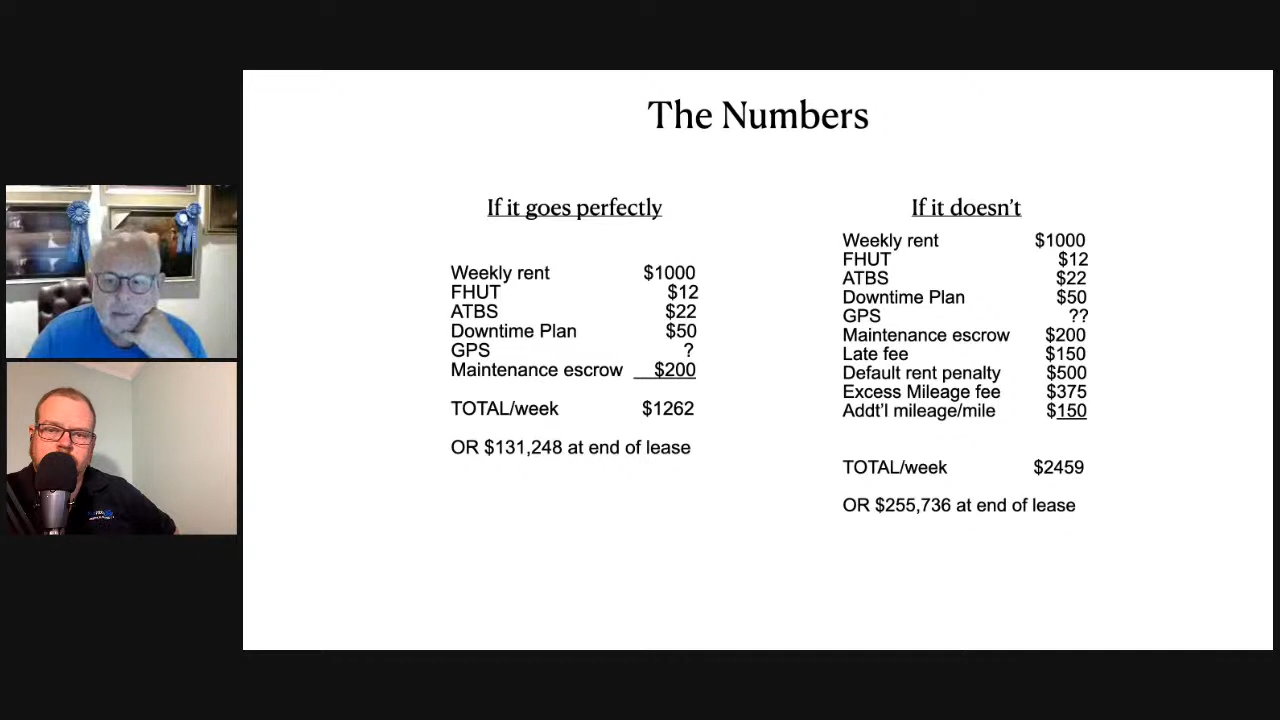 The Numbers
If it goes perfectly
Weekly rent $1000
FHUT $12
ATBS $22
Downtime Plan $50
GPS ?
Maintenance escrow $200
TOTAL/week $1262
OR $131,248 at end of lease
If it doesn't
Weekly rent $1000
FHUT $12
ATBS $22
Downtime Plan $50
GPS ??
Maintenance escrow $200
Late fee $150
Default rent penalty $500
Excess Mileage fee $375
Addt'l mileage/mile $150
TOTAL/week $2459
OR $255,736 at end of lease